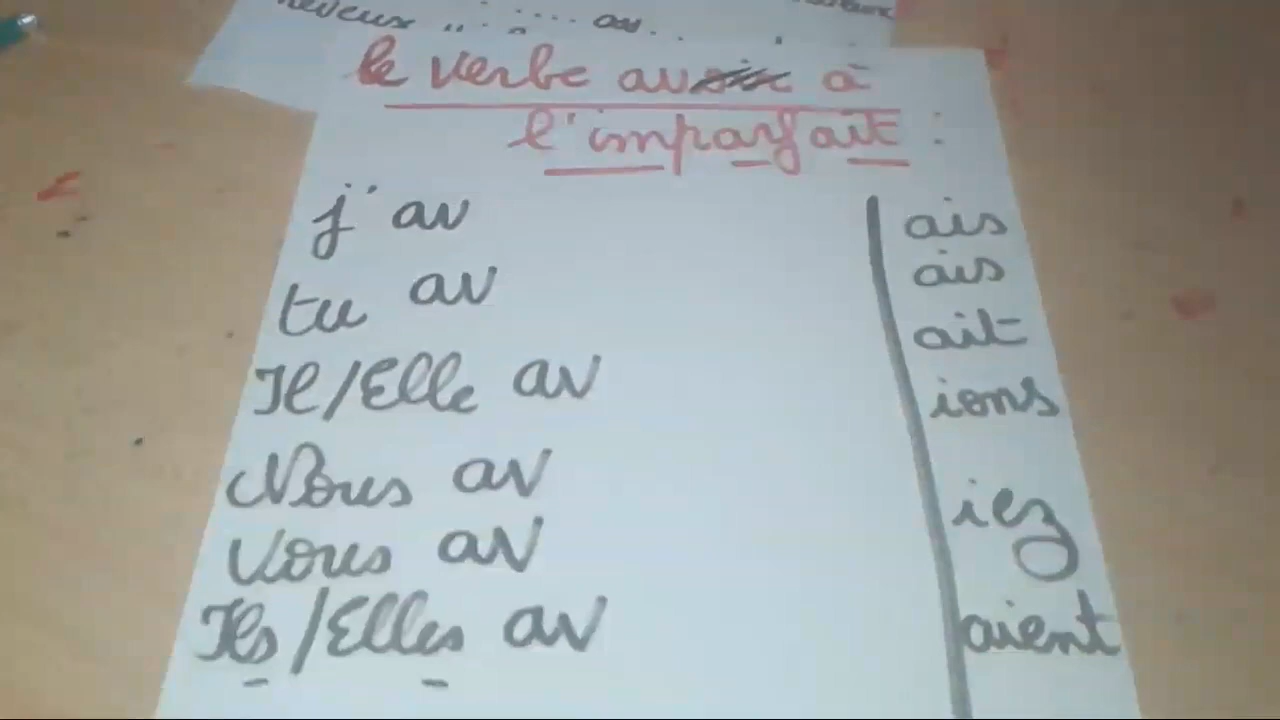 av..
le verbe avoir à
l'imparfait :
j'av ais
tu av ais
Il/Elle av ait
Nous av ions
Vous av iez
Ils/Elles av aient